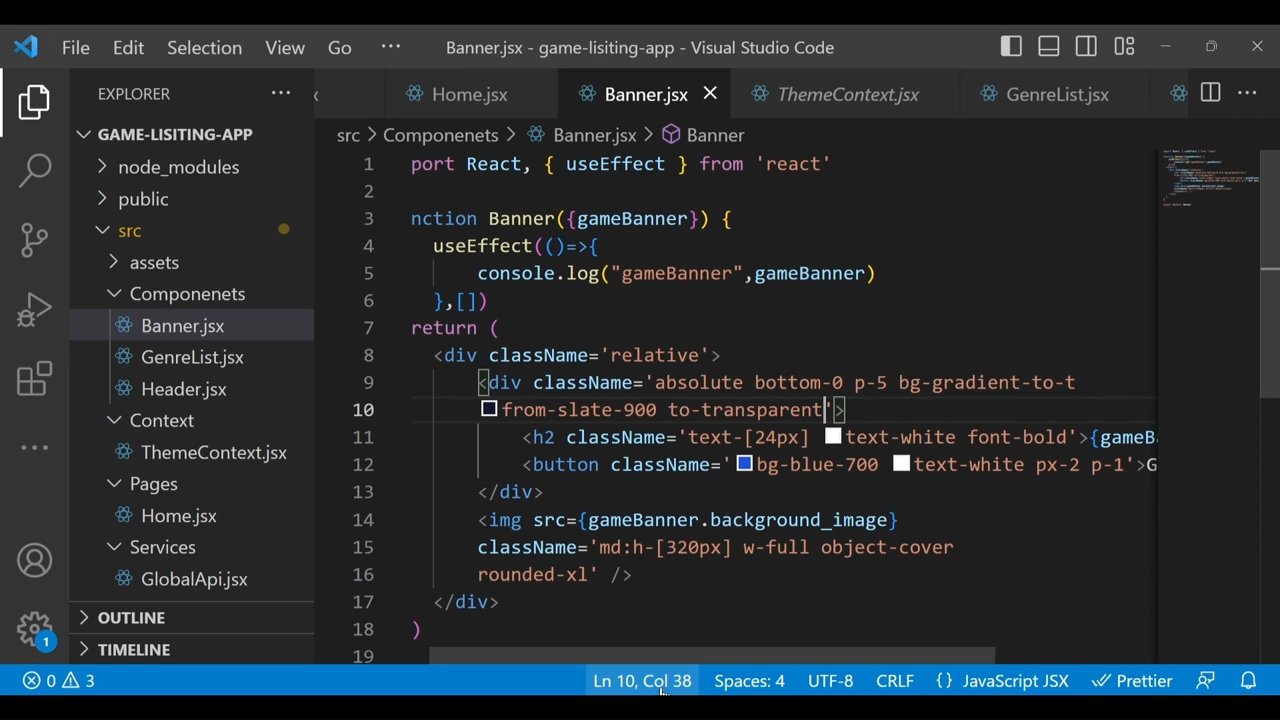 File Edit Selection View Go ··· Banner.jsx - game-lisiting-app - Visual Studio Code
EXPLORER ···
GAME-LISITING-APP
node_modules
public
src
assets
Componenets
Banner.jsx
GenreList.jsx
Header.jsx
Context
ThemeContext.jsx
Pages
Home.jsx
Services
GlobalApi.jsx
OUTLINE
TIMELINE
Home.jsx Banner.jsx ThemeContext.jsx GenreList.jsx ···
src > Componenets > Banner.jsx > Banner
1 port React, { useEffect } from 'react'
2
3 nction Banner({gameBanner}) {
4 useEffect(()=>{
5 console.log("gameBanner",gameBanner)
6 },[])
7 return (
8 <div className='relative'>
9 <div className='absolute bottom-0 p-5 bg-gradient-to-t
10 from-slate-900 to-transparent'>
11 <h2 className='text-[24px] text-white font-bold'>{gameB
12 <button className='bg-blue-700 text-white px-2 p-1'>G
13 </div>
14 <img src={gameBanner.background_image}
15 className='md:h-[320px] w-full object-cover
16 rounded-xl' />
17 </div>
18 )
19
1
0 3 Ln 10, Col 38 Spaces: 4 UTF-8 CRLF {} JavaScript JSX Prettier